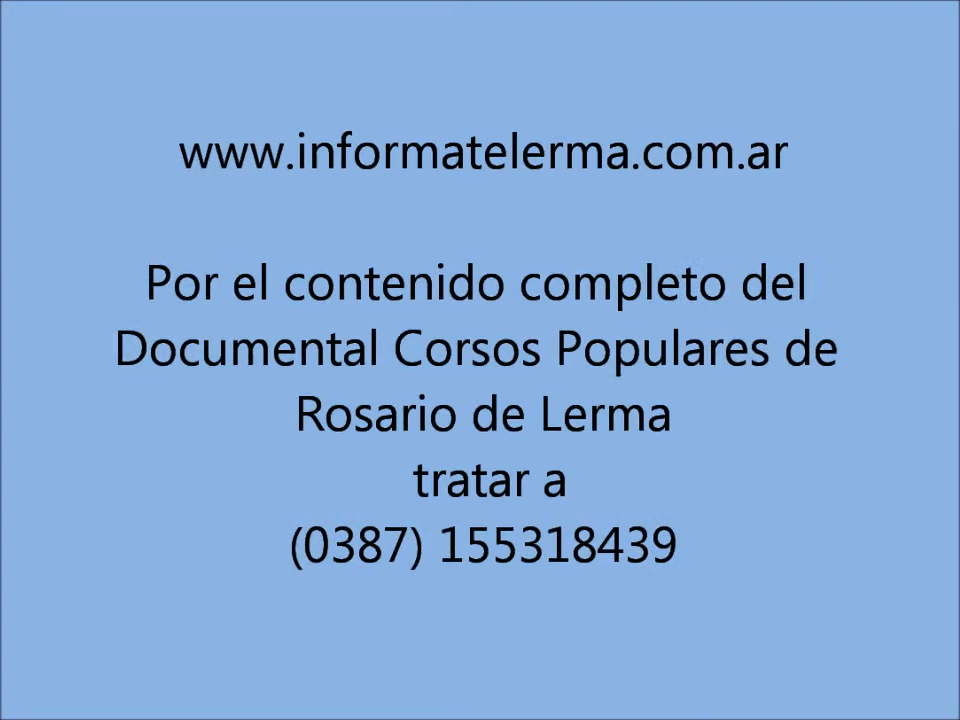 www.informatelerma.com.ar
Por el contenido completo del
Documental Corsos Populares de
Rosario de Lerma
tratar a
(0387) 155318439